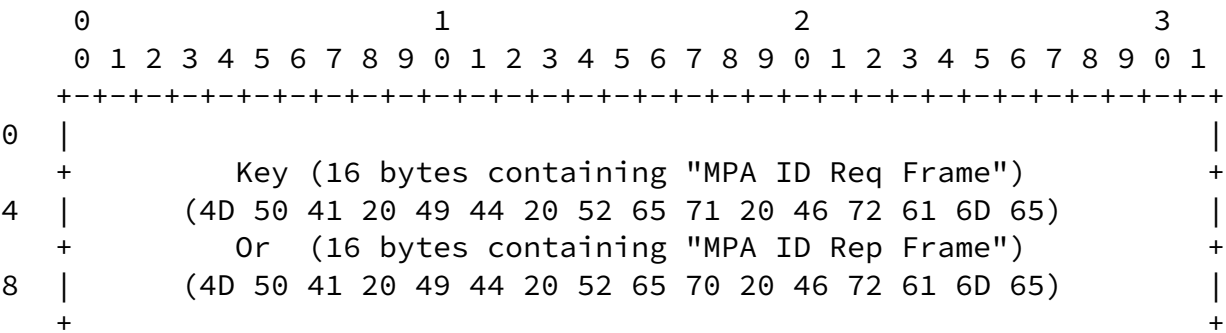 0                   1                   2                   3
    0 1 2 3 4 5 6 7 8 9 0 1 2 3 4 5 6 7 8 9 0 1 2 3 4 5 6 7 8 9 0 1
   +-+-+-+-+-+-+-+-+-+-+-+-+-+-+-+-+-+-+-+-+-+-+-+-+-+-+-+-+-+-+-+-+
0  |                                                               |
   +         Key (16 bytes containing "MPA ID Req Frame")          +
4  |      (4D 50 41 20 49 44 20 52 65 71 20 46 72 61 6D 65)        |
   +         Or  (16 bytes containing "MPA ID Rep Frame")          +
8  |      (4D 50 41 20 49 44 20 52 65 70 20 46 72 61 6D 65)        |
   +                                                               +